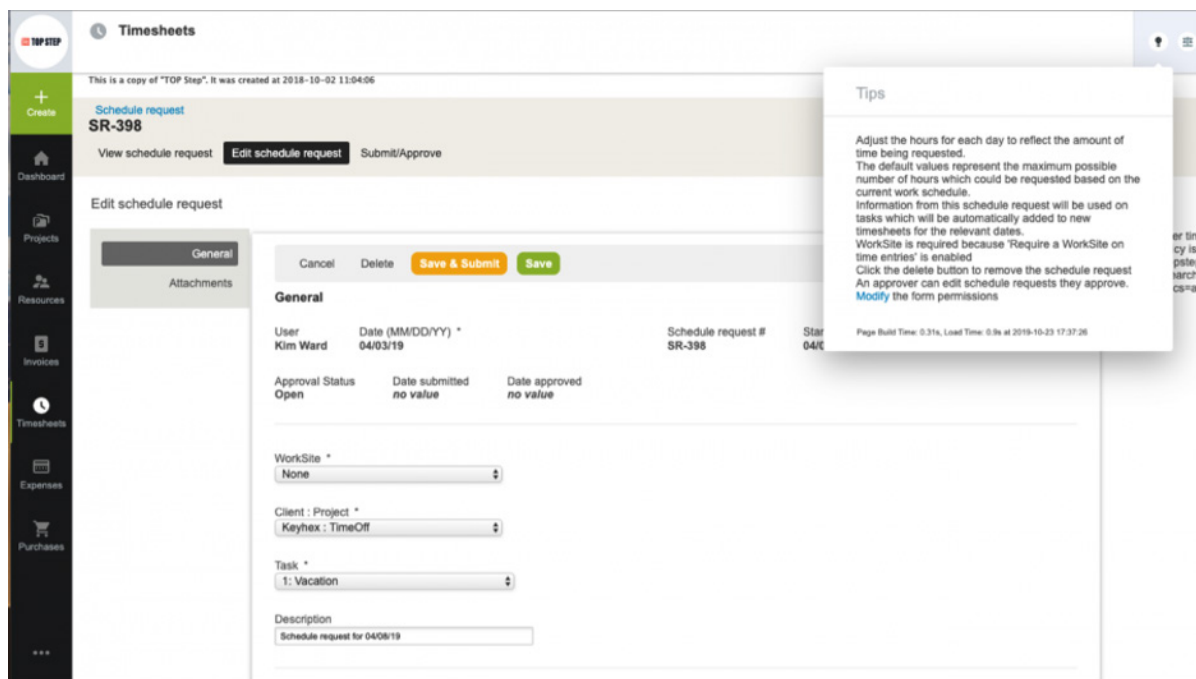 TOP STEP
Timesheets
This is a copy of "TOP Step". It was created at 2018-10-02 11:04:06
Create
Schedule request
SR-398
View schedule request Edit schedule request Submit/Approve
Dashboard
Projects
Resources
Invoices
Timesheets
Expenses
Purchases
Edit schedule request
General
Attachments
Cancel Delete Save & Submit Save
General
User Date (MM/DD/YY) * Schedule request #
Kim Ward 04/03/19 SR-398
Approval Status Date submitted Date approved
Open no value no value
WorkSite *
None
Client : Project *
Keyhex : TimeOff
Task *
1: Vacation
Description
Schedule request for 04/08/19
Tips
Adjust the hours for each day to reflect the amount of
time being requested.
The default values represent the maximum possible
number of hours which could be requested based on the
current work schedule.
Information from this schedule request will be used on
tasks which will be automatically added to new
timesheets for the relevant dates.
WorkSite is required because 'Require a WorkSite on
time entries' is enabled
Click the delete button to remove the schedule request
An approver can edit schedule requests they approve.
Modify the form permissions
Page Build Time: 0.31s, Load Time: 0.9s at 2019-10-23 17:37:26